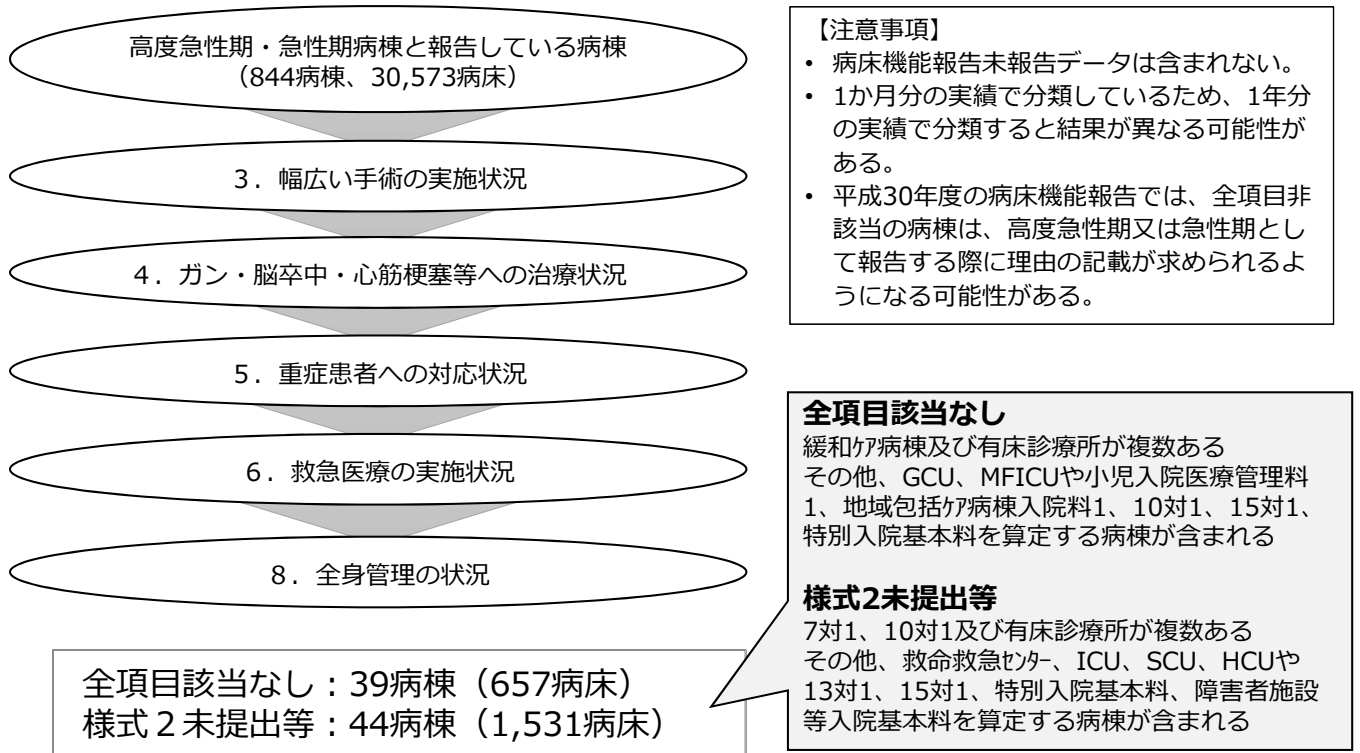 高度急性期・急性期病棟と報告している病棟
（844病棟、30,573病床）
3．幅広い手術の実施状況
4．ガン・脳卒中・心筋梗塞等への治療状況
5．重症患者への対応状況
6．救急医療の実施状況
8．全身管理の状況
全項目該当なし：39病棟（657病床）
様式２未提出等：44病棟（1,531病床）
【注意事項】
• 病床機能報告未報告データは含まれない。
• 1か月分の実績で分類しているため、1年分
の実績で分類すると結果が異なる可能性が
ある。
• 平成30年度の病床機能報告では、全項目非
該当の病棟は、高度急性期又は急性期とし
て報告する際に理由の記載が求められるよ
うになる可能性がある。
全項目該当なし
緩和ｹｱ病棟及び有床診療所が複数ある
その他、GCU、MFICUや小児入院医療管理料
1、地域包括ｹｱ病棟入院料1、10対1、15対1、
特別入院基本料を算定する病棟が含まれる
様式2未提出等
7対1、10対1及び有床診療所が複数ある
その他、救命救急ｾﾝﾀｰ、ICU、SCU、HCUや
13対1、15対1、特別入院基本料、障害者施設
等入院基本料を算定する病棟が含まれる